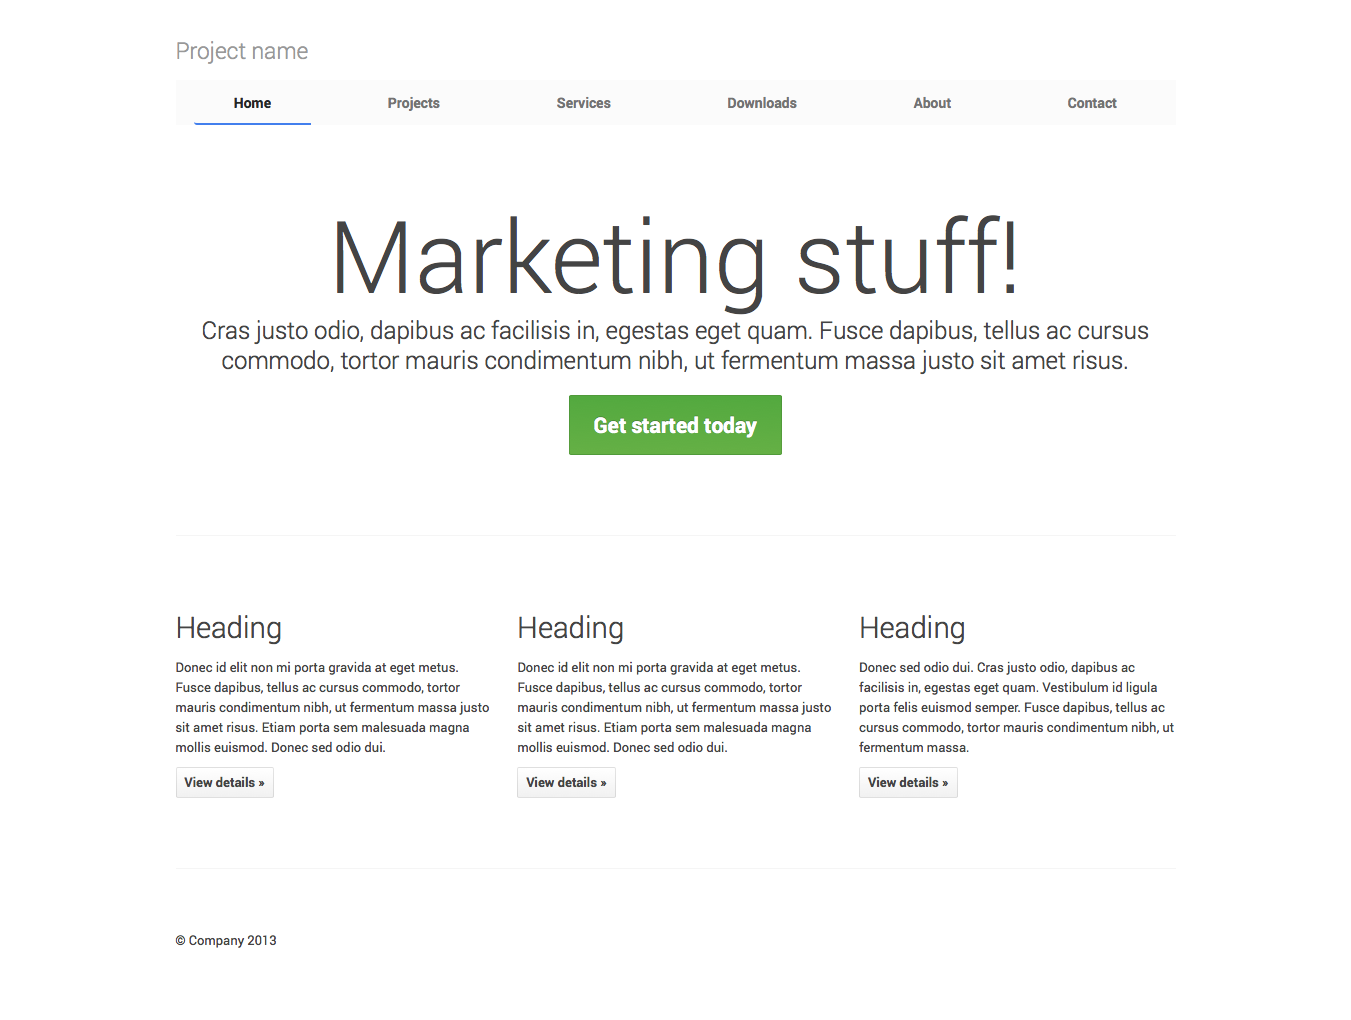 Project name
Home Projects Services Downloads About Contact
Marketing stuff!
Cras justo odio, dapibus ac facilisis in, egestas eget quam. Fusce dapibus, tellus ac cursus
commodo, tortor mauris condimentum nibh, ut fermentum massa justo sit amet risus.
Get started today
Heading
Donec id elit non mi porta gravida at eget metus.
Fusce dapibus, tellus ac cursus commodo, tortor
mauris condimentum nibh, ut fermentum massa justo
sit amet risus. Etiam porta sem malesuada magna
mollis euismod. Donec sed odio dui.
View details »
Heading
Donec id elit non mi porta gravida at eget metus.
Fusce dapibus, tellus ac cursus commodo, tortor
mauris condimentum nibh, ut fermentum massa justo
sit amet risus. Etiam porta sem malesuada magna
mollis euismod. Donec sed odio dui.
View details »
Heading
Donec sed odio dui. Cras justo odio, dapibus ac
facilisis in, egestas eget quam. Vestibulum id ligula
porta felis euismod semper. Fusce dapibus, tellus ac
cursus commodo, tortor mauris condimentum nibh, ut
fermentum massa.
View details »
© Company 2013